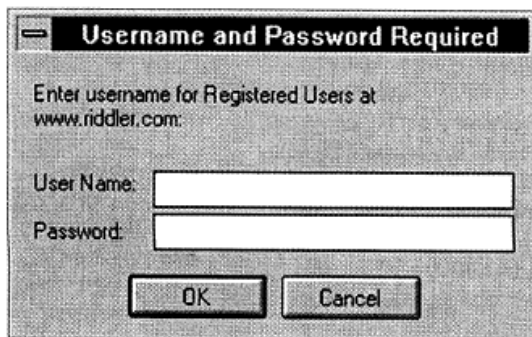 Username and Password Required
Enter username for Registered Users at
www.riddler.com:
User Name:
Password:
OK
Cancel